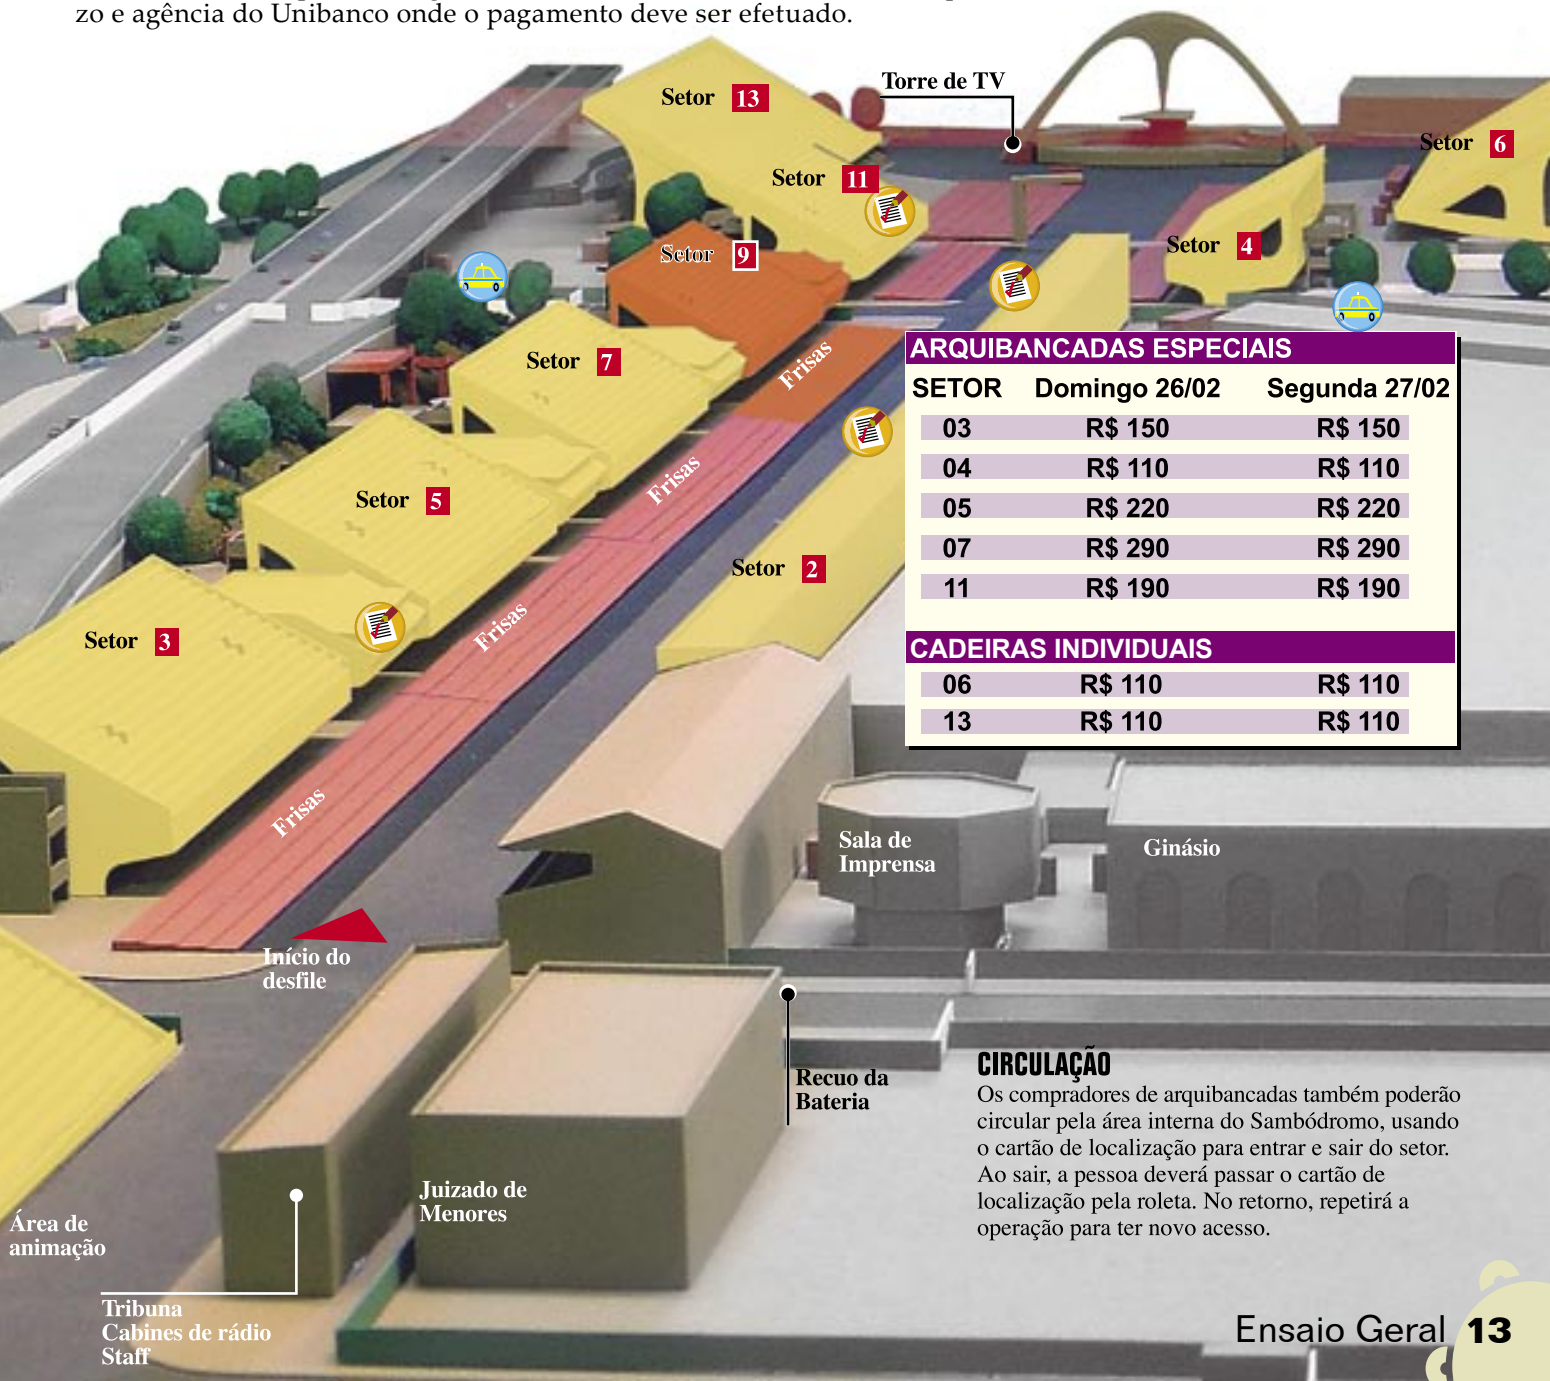 zo e agência do Unibanco onde o pagamento deve ser efetuado.
Torre de TV
Setor 13
Setor 11
Setor 6
Setor 9
Setor 4
Setor 7
Frisas
Setor 5
Frisas
Setor 2
Setor 3
Frisas
Frisas
ARQUIBANCADAS ESPECIAIS
SETOR Domingo 26/02 Segunda 27/02
03 R$ 150 R$ 150
04 R$ 110 R$ 110
05 R$ 220 R$ 220
07 R$ 290 R$ 290
11 R$ 190 R$ 190
CADEIRAS INDIVIDUAIS
06 R$ 110 R$ 110
13 R$ 110 R$ 110
Sala de
Imprensa
Ginásio
Início do
desfile
Recuo da
Bateria
Juizado de
Menores
Área de
animação
Tribuna
Cabines de rádio
Staff
CIRCULAÇÃO
Os compradores de arquibancadas também poderão
circular pela área interna do Sambódromo, usando
o cartão de localização para entrar e sair do setor.
Ao sair, a pessoa deverá passar o cartão de
localização pela roleta. No retorno, repetirá a
operação para ter novo acesso.
Ensaio Geral 13